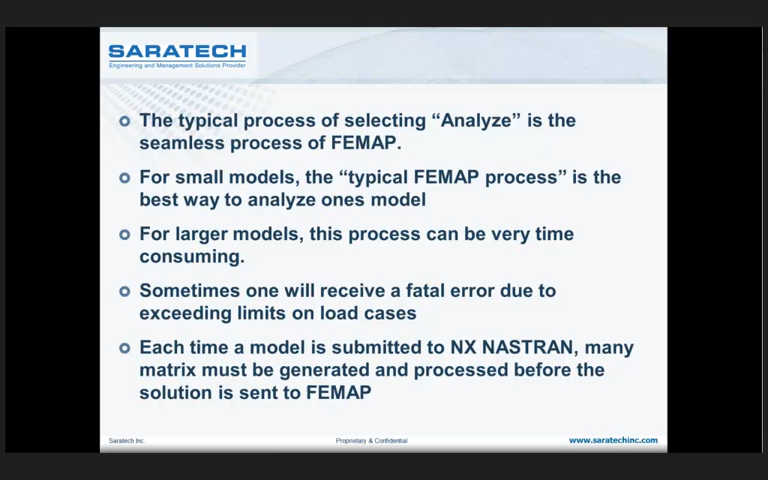 SARATECH
Engineering and Management Solutions Provider
The typical process of selecting “Analyze” is the
seamless process of FEMAP.
For small models, the “typical FEMAP process” is the
best way to analyze ones model
For larger models, this process can be very time
consuming.
Sometimes one will receive a fatal error due to
exceeding limits on load cases
Each time a model is submitted to NX NASTRAN, many
matrix must be generated and processed before the
solution is sent to FEMAP
Saratech Inc. Proprietary & Confidential www.saratechinc.com